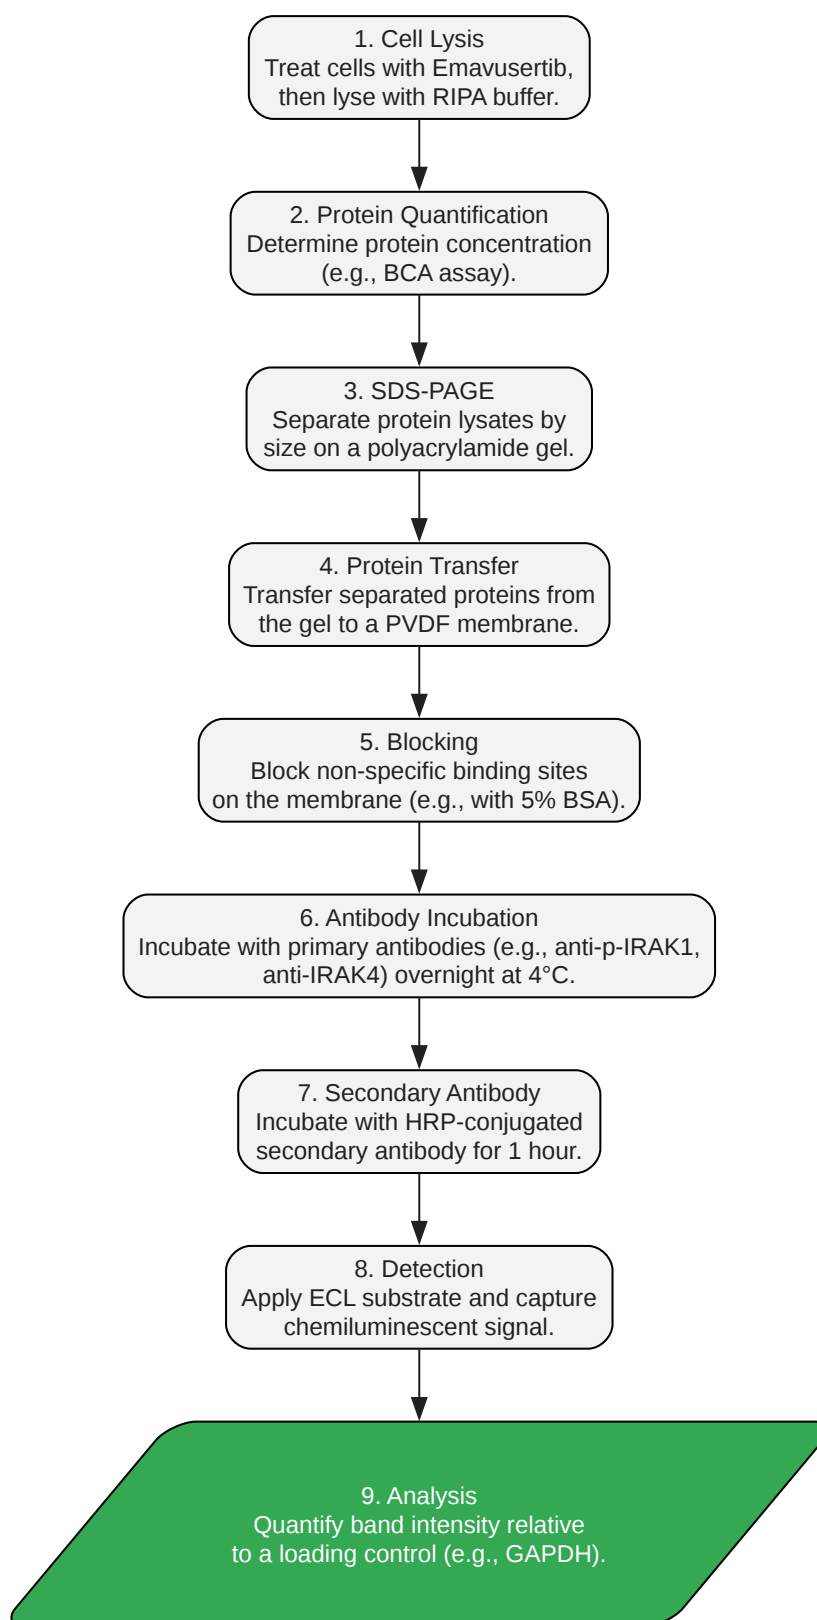 1. Cell Lysis
Treat cells with Emavusertib,
then lyse with RIPA buffer.
2. Protein Quantification
Determine protein concentration
(e.g., BCA assay).
3. SDS-PAGE
Separate protein lysates by
size on a polyacrylamide gel.
4. Protein Transfer
Transfer separated proteins from
the gel to a PVDF membrane.
5. Blocking
Block non-specific binding sites
on the membrane (e.g., with 5% BSA).
6. Antibody Incubation
Incubate with primary antibodies (e.g., anti-p-IRAK1,
anti-IRAK4) overnight at 4°C.
7. Secondary Antibody
Incubate with HRP-conjugated
secondary antibody for 1 hour.
8. Detection
Apply ECL substrate and capture
chemiluminescent signal.
9. Analysis
Quantify band intensity relative
to a loading control (e.g., GAPDH).